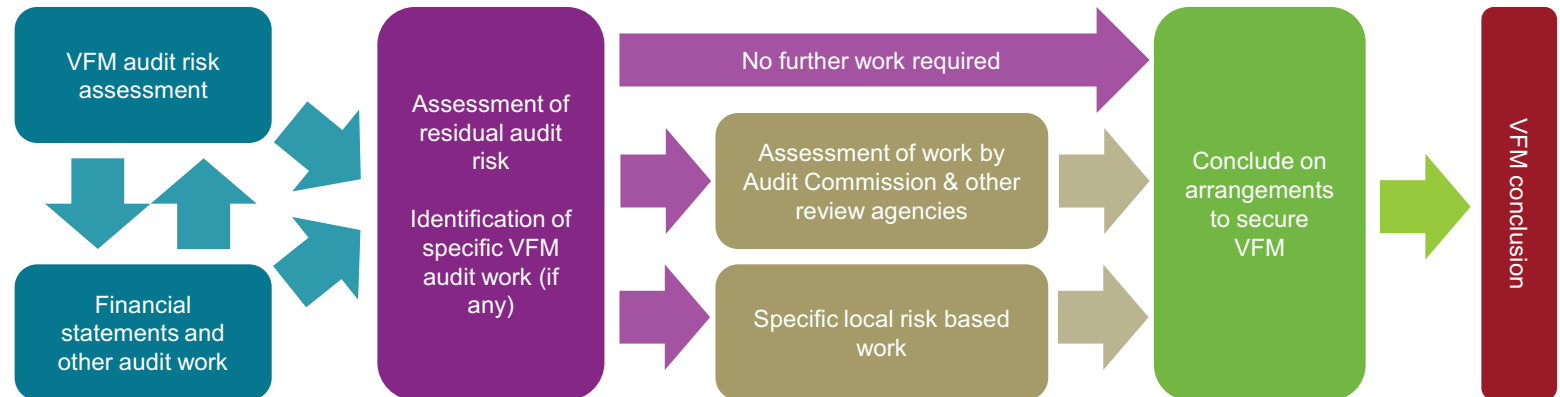 VFM audit risk
assessment
Financial
statements and
other audit work
Assessment of
residual audit
risk
Identification of
specific VFM
audit work (if
any)
No further work required
Assessment of work by
Audit Commission & other
review agencies
Specific local risk based
work
Conclude on
arrangements
to secure
VFM
VFM conclusion